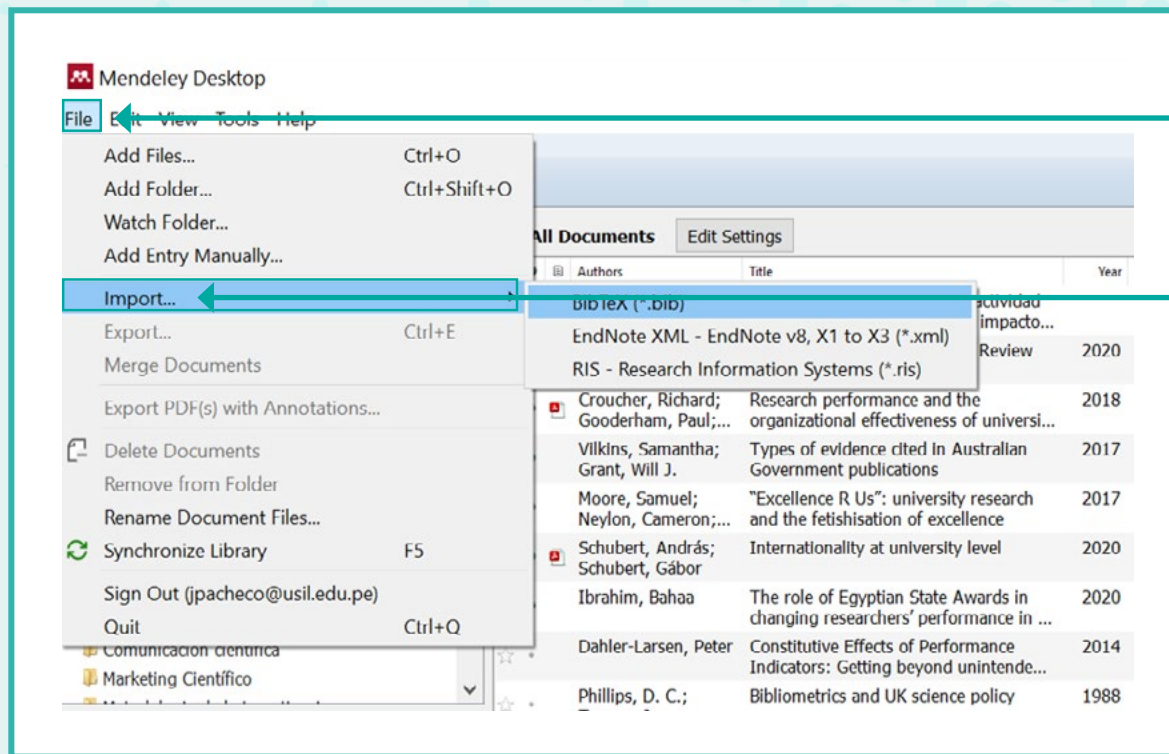 Mendeley Desktop
File Edit View Tools Help
Add Files... Ctrl+O
Add Folder... Ctrl+Shift+O
Watch Folder...
Add Entry Manually...
Import...
Export... Ctrl+E
Merge Documents
Export PDF(s) with Annotations...
Delete Documents
Remove from Folder
Rename Document Files...
Synchronize Library F5
Sign Out (jpacheco@usil.edu.pe)
Quit Ctrl+Q
Comunicación científica
Marketing Científico
BibTeX (*.bib)
EndNote XML - EndNote v8, X1 to X3 (*.xml)
RIS - Research Information Systems (*.ris)
All Documents Edit Settings
Authors Title Year
impacto...
Review 2020
Croucher, Richard; Research performance and the 2018
Gooderham, Paul;... organizational effectiveness of universi...
Vilkins, Samantha; Types of evidence cited in Australian 2017
Grant, Will J. Government publications
Moore, Samuel; "Excellence R Us": university research 2017
Neylon, Cameron;... and the fetishisation of excellence
Schubert, András; Internationality at university level 2020
Schubert, Gábor
Ibrahim, Bahaa The role of Egyptian State Awards in 2020
changing researchers' performance in ...
Dahler-Larsen, Peter Constitutive Effects of Performance 2014
Indicators: Getting beyond unintende...
Phillips, D. C.; Bibliometrics and UK science policy 1988